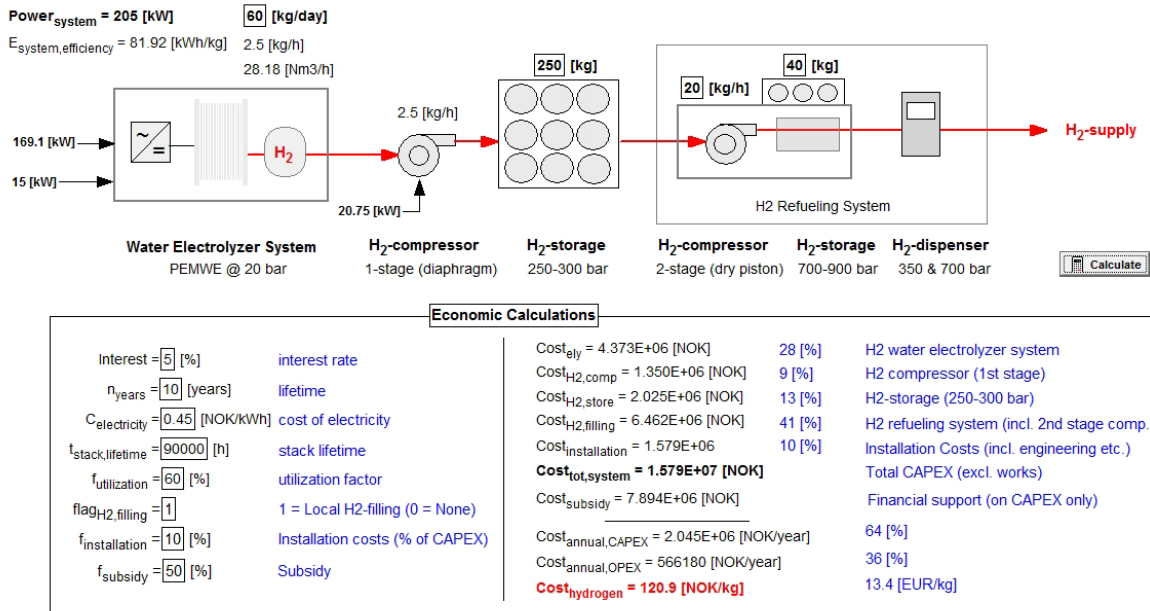 Power_system = 205 [kW]
60 [kg/day]
E_system,efficiency = 81.92 [kWh/kg]
2.5 [kg/h]
28.18 [Nm3/h]
169.1 [kW]
15 [kW]
~
=
H2
2.5 [kg/h]
20.75 [kW]
250 [kg]
20 [kg/h]
40 [kg]
H2 Refueling System
H2-supply
Water Electrolyzer System
PEMWE @ 20 bar
H2-compressor
1-stage (diaphragm)
H2-storage
250-300 bar
H2-compressor
2-stage (dry piston)
H2-storage
700-900 bar
H2-dispenser
350 & 700 bar
Calculate
Economic Calculations
Interest = 5 [%] interest rate
n_years = 10 [years] lifetime
C_electricity = 0.45 [NOK/kWh] cost of electricity
t_stack,lifetime = 90000 [h] stack lifetime
f_utilization = 60 [%] utilization factor
flag_H2,filling = 1 1 = Local H2-filling (0 = None)
f_installation = 10 [%] Installation costs (% of CAPEX)
f_subsidy = 50 [%] Subsidy
Cost_ely = 4.373E+06 [NOK] 28 [%] H2 water electrolyzer system
Cost_H2,comp = 1.350E+06 [NOK] 9 [%] H2 compressor (1st stage)
Cost_H2,store = 2.025E+06 [NOK] 13 [%] H2-storage (250-300 bar)
Cost_H2,filling = 6.462E+06 [NOK] 41 [%] H2 refueling system (incl. 2nd stage comp.
Cost_installation = 1.579E+06 10 [%] Installation Costs (incl. engineering etc.)
Cost_tot,system = 1.579E+07 [NOK] Total CAPEX (excl. works)
Cost_subsidy = 7.894E+06 [NOK] Financial support (on CAPEX only)
Cost_annual,CAPEX = 2.045E+06 [NOK/year] 64 [%]
Cost_annual,OPEX = 566180 [NOK/year] 36 [%]
Cost_hydrogen = 120.9 [NOK/kg] 13.4 [EUR/kg]